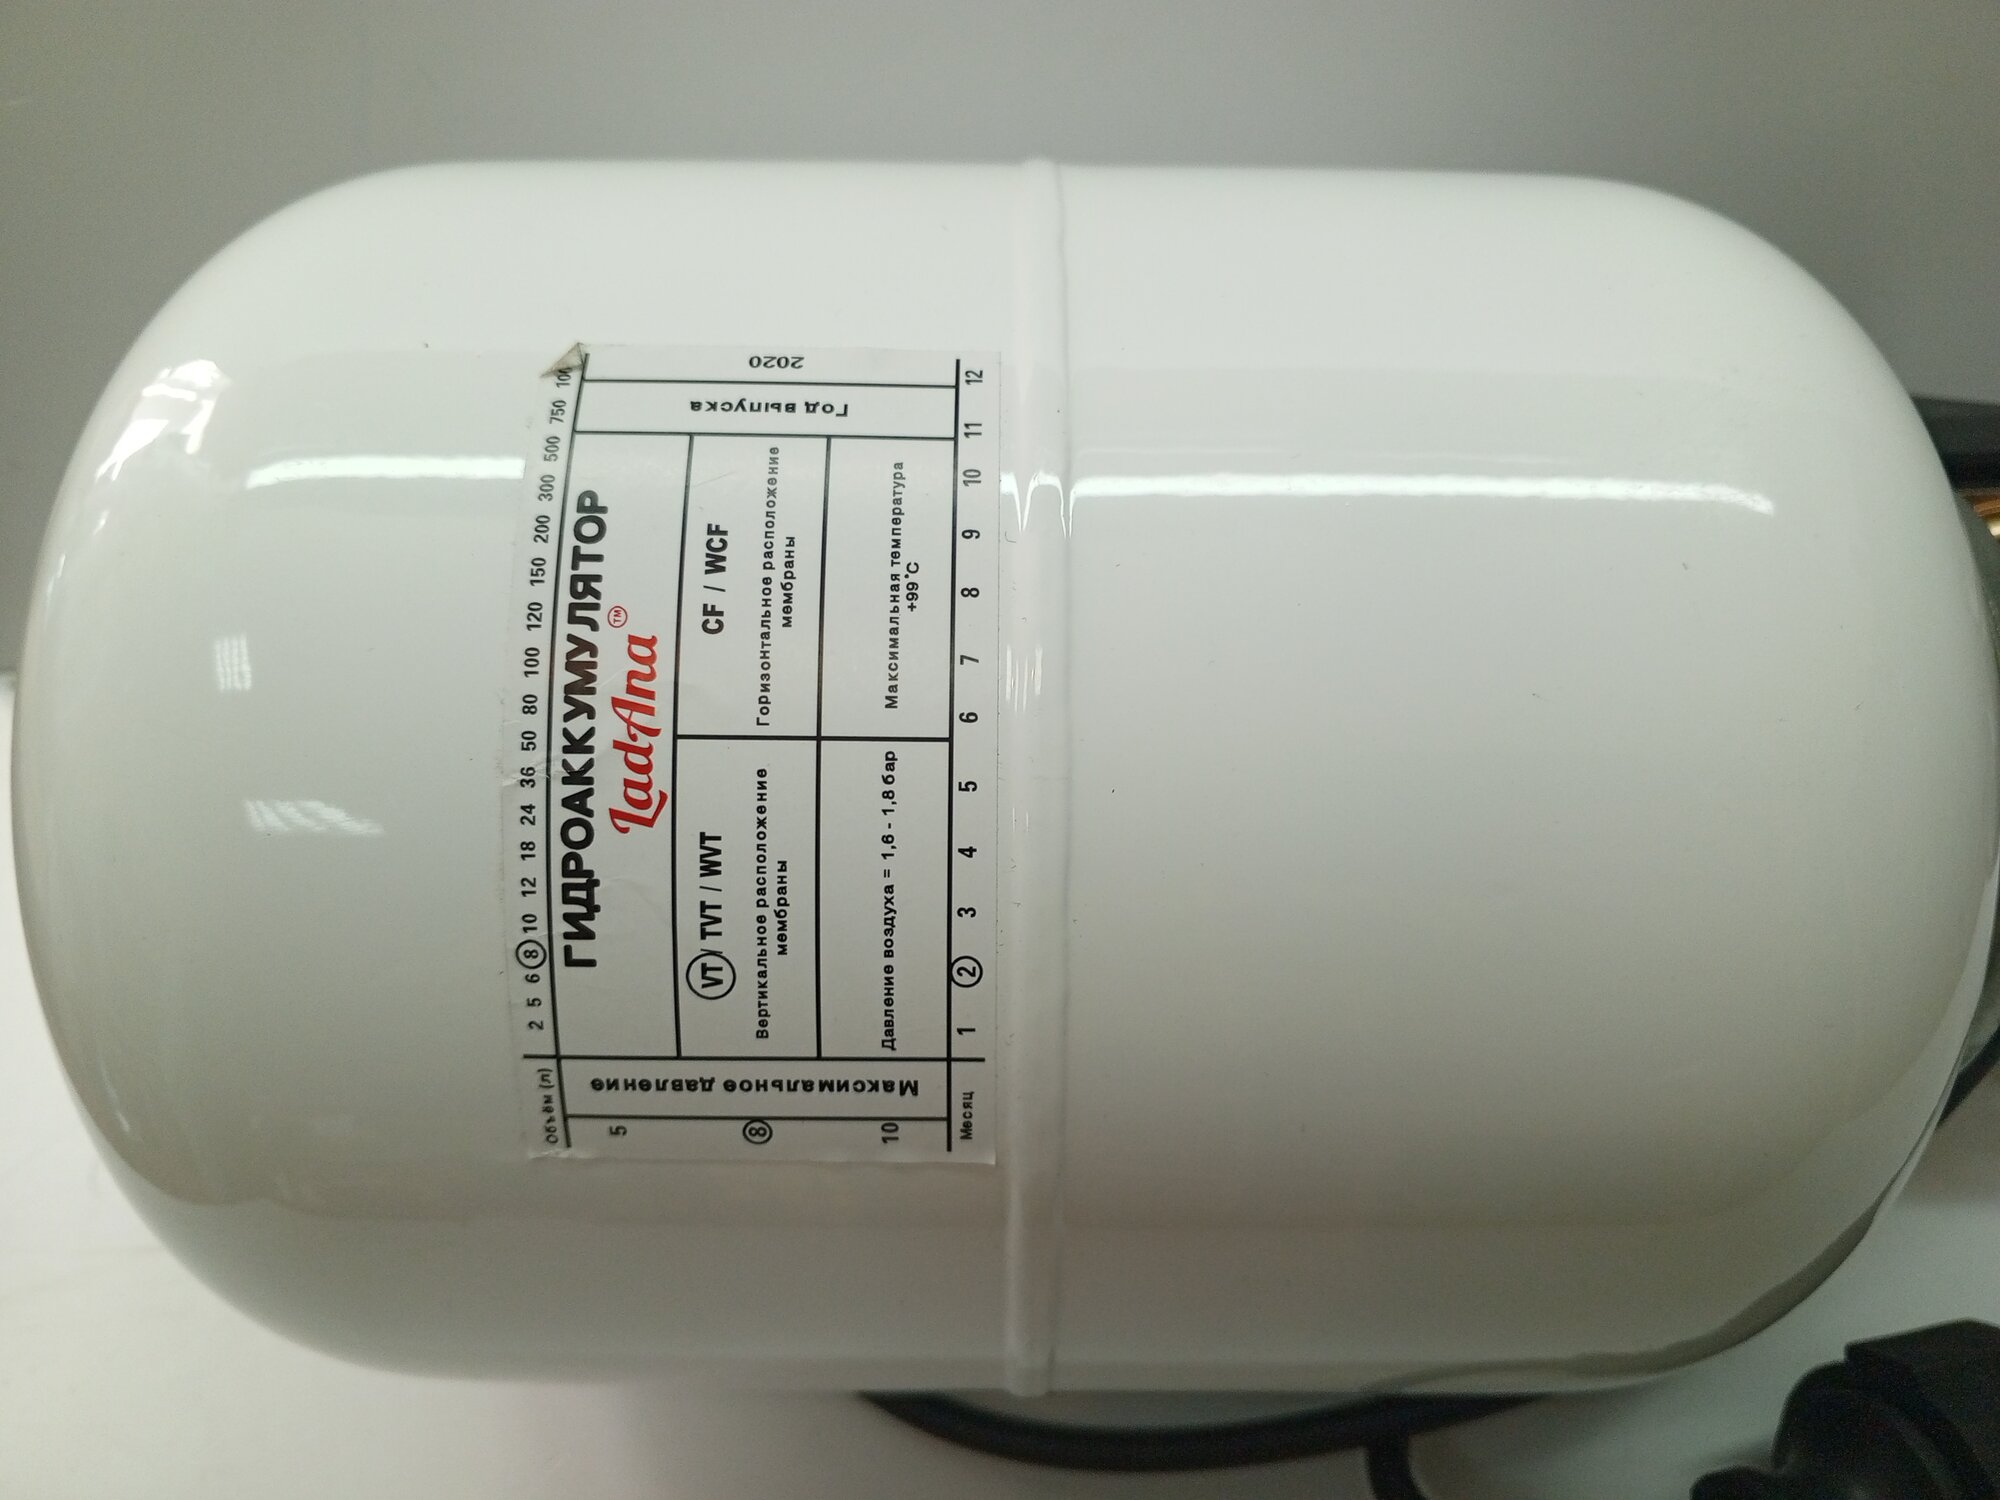 Объём (л) 2 5 6 8 10 12 18 24 36 50 80 100 120 150 200 300 500 750
ГИДРОАККУМУЛЯТОР
LadAna™
VT / TVT / WVT
Вертикальное расположение
мембраны
CF / WCF
Горизонтальное расположение
мембраны
Давление воздуха = 1,6 - 1,8 бар
Максимальная температура
+99°C
Месяц 1 2 3 4 5 6 7 8 9 10 11 12
Максимальное давление
5 8 10
Год выпуска
2020